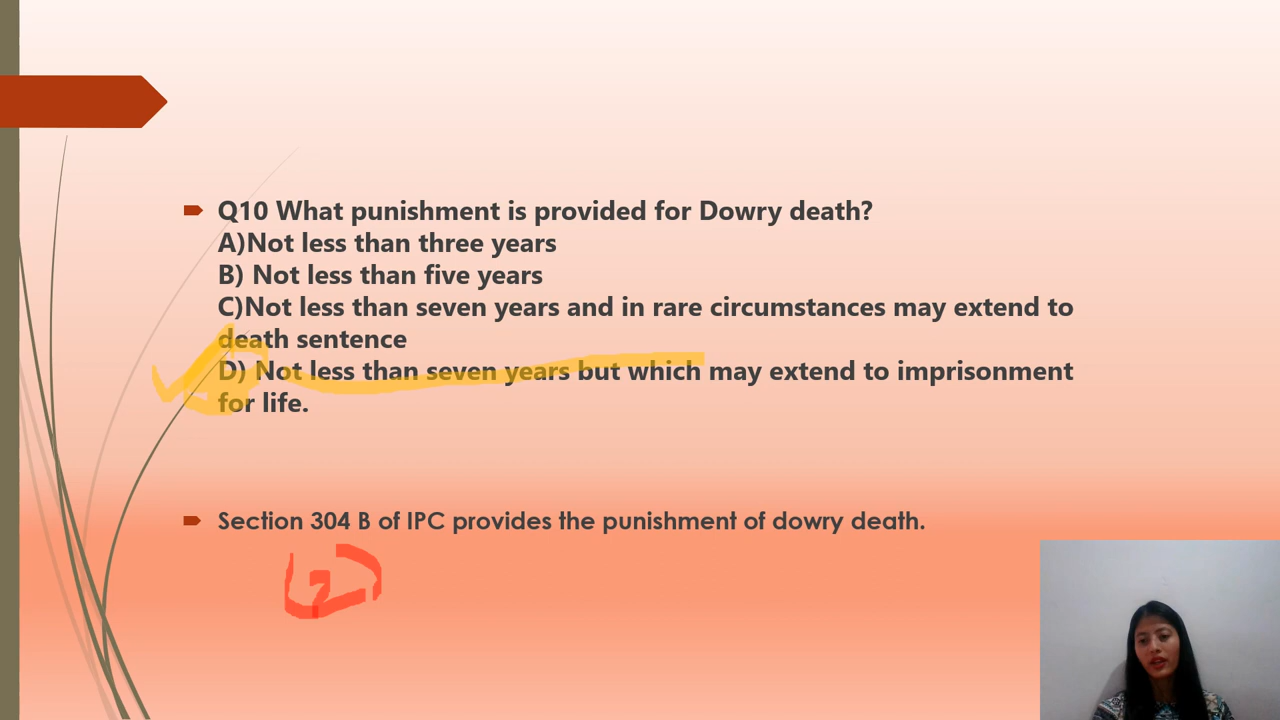 Q10 What punishment is provided for Dowry death?
A)Not less than three years
B) Not less than five years
C)Not less than seven years and in rare circumstances may extend to
death sentence
D) Not less than seven years but which may extend to imprisonment
for life.
Section 304 B of IPC provides the punishment of dowry death.